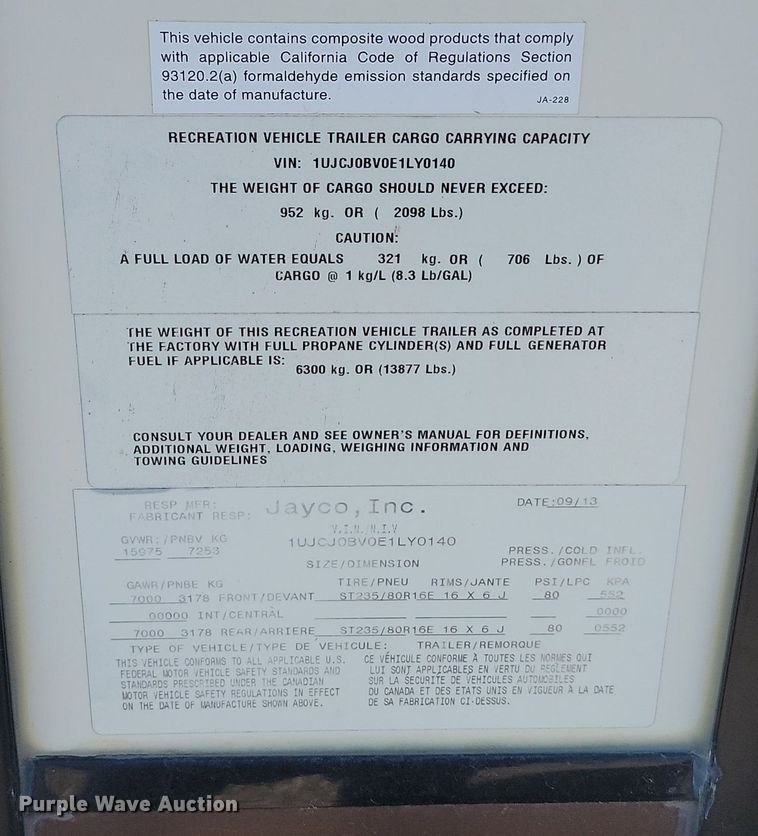 This vehicle contains composite wood products that comply
with applicable California Code of Regulations Section
93120.2(a) formaldehyde emission standards specified on
the date of manufacture.
JA-228
RECREATION VEHICLE TRAILER CARGO CARRYING CAPACITY
VIN: 1UJCJ0BV0E1LY0140
THE WEIGHT OF CARGO SHOULD NEVER EXCEED:
952 kg. OR ( 2098 Lbs.)
CAUTION:
A FULL LOAD OF WATER EQUALS 321 kg. OR ( 706 Lbs. ) OF
CARGO @ 1 kg/L (8.3 Lb/GAL)
THE WEIGHT OF THIS RECREATION VEHICLE TRAILER AS COMPLETED AT
THE FACTORY WITH FULL PROPANE CYLINDER(S) AND FULL GENERATOR
FUEL IF APPLICABLE IS:
6300 kg. OR (13877 Lbs.)
CONSULT YOUR DEALER AND SEE OWNER'S MANUAL FOR DEFINITIONS,
ADDITIONAL WEIGHT, LOADING, WEIGHING INFORMATION AND
TOWING GUIDELINES
RESP MFR:
FABRICANT RESP: Jayco, Inc. DATE:09/13
V.I.N./N.I.V
GVWR:/PNBV KG 1UJCJ0BV0E1LY0140
15975 7253 PRESS./COLD INFL.
SIZE/DIMENSION PRESS./GONFL FROID
GAWR/PNBE KG TIRE/PNEU RIMS/JANTE PSI/LPC KPA
7000 3178 FRONT/DEVANT ST235/80R16E 16 X 6 J 80 552
00000 INT/CENTRAL 0000
7000 3178 REAR/ARRIERE ST235/80R16E 16 X 6 J 80 0552
TYPE OF VEHICLE/TYPE DE VEHICULE: TRAILER/REMORQUE
THIS VEHICLE CONFORMS TO ALL APPLICABLE U.S.
FEDERAL MOTOR VEHICLE SAFETY STANDARDS AND
STANDARDS PRESCRIBED UNDER THE CANADIAN
MOTOR VEHICLE SAFETY REGULATIONS IN EFFECT
ON THE DATE OF MANUFACTURE SHOWN ABOVE.
CE VÉHICULE CONFORME À TOUTES LES NORMES QUI
LUI SONT APPLICABLES EN VERTU DU REGLEMENT
SUR LA SECURITE DE VEHICULES AUTOMOBILES
DU CANADA ET DES ETATS UNIS EN VIGUEUR À LA DATE
DE SA FABRICATION CI-DESSUS.
Purple Wave Auction